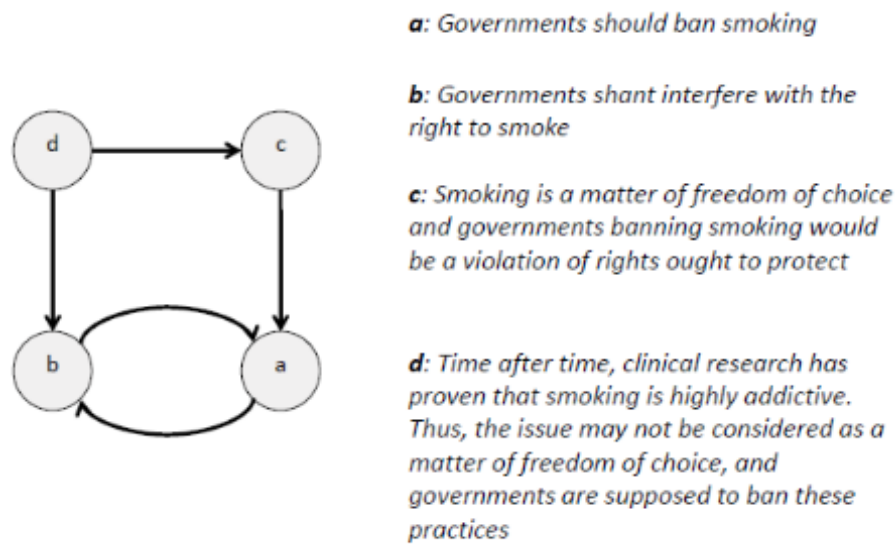 a: Governments should ban smoking
b: Governments shant interfere with the
right to smoke
d
c
c: Smoking is a matter of freedom of choice
and governments banning smoking would
be a violation of rights ought to protect
b
a
d: Time after time, clinical research has
proven that smoking is highly addictive.
Thus, the issue may not be considered as a
matter of freedom of choice, and
governments are supposed to ban these
practices